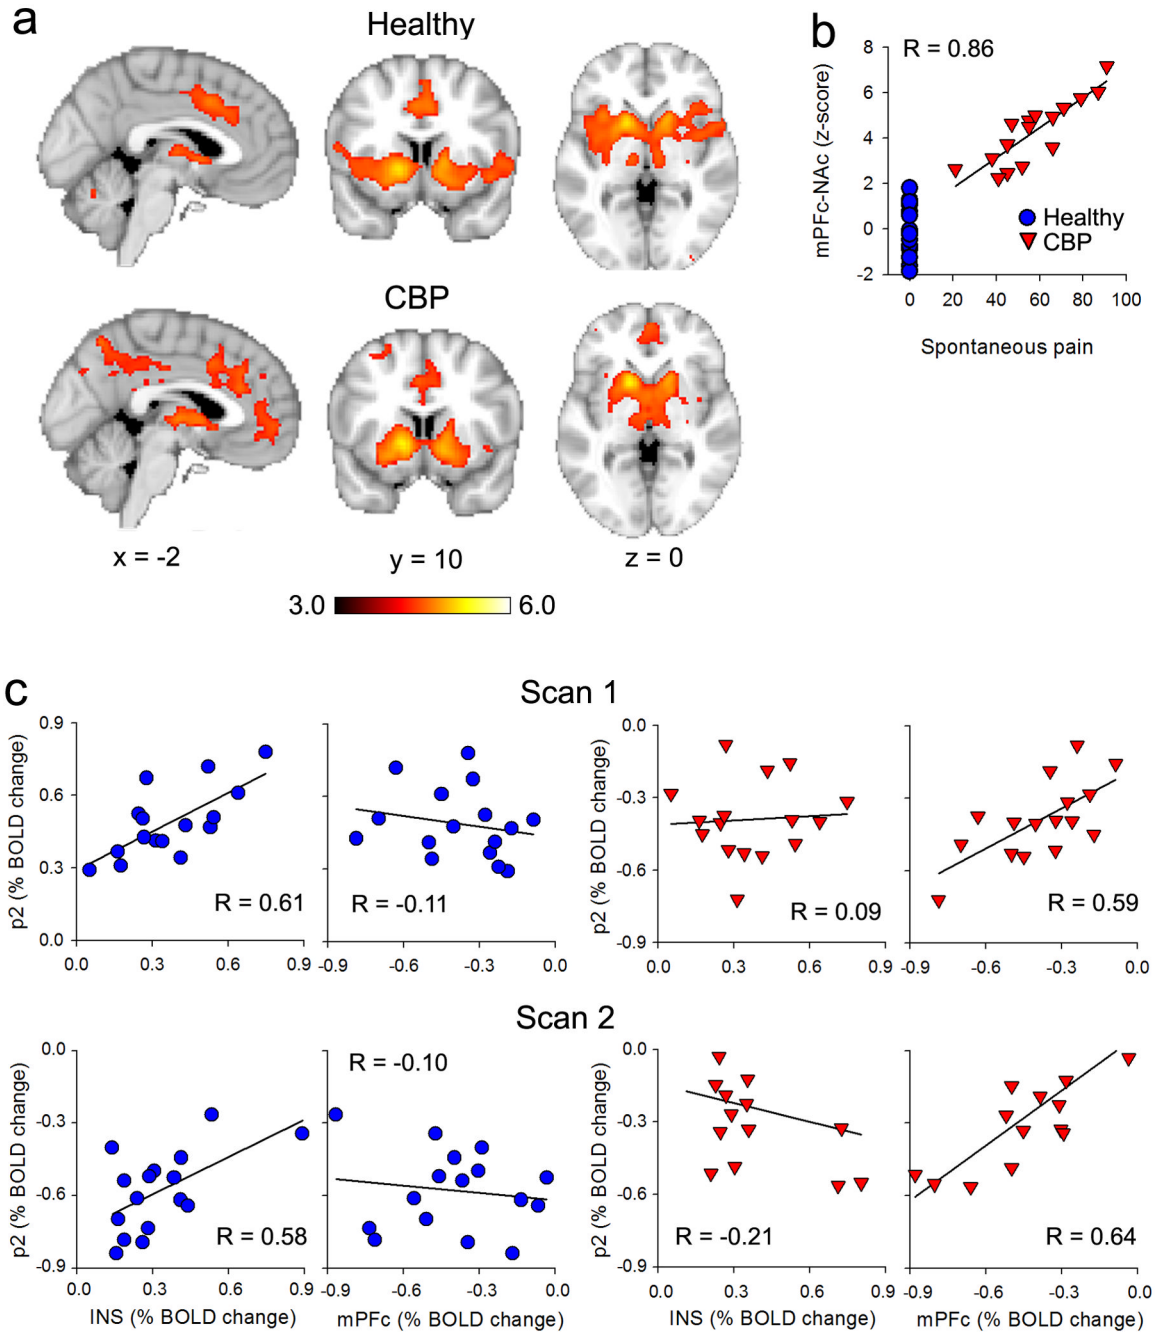 a
Healthy
CBP
x = -2
y = 10
z = 0
3.0
6.0
b
R = 0.86
mPFc-NAc (z-score)
8
6
4
2
0
-2
Healthy
CBP
0 20 40 60 80 100
Spontaneous pain
c
Scan 1
p2 (% BOLD change)
0.9
0.6
0.3
0.0
R = 0.61
0.0 0.3 0.6 0.9
R = -0.11
-0.9 -0.6 -0.3 0.0
p2 (% BOLD change)
0.0
-0.3
-0.6
-0.9
R = 0.09
0.0 0.3 0.6 0.9
R = 0.59
-0.9 -0.6 -0.3 0.0
Scan 2
p2 (% BOLD change)
0.0
-0.3
-0.6
-0.9
R = 0.58
0.0 0.3 0.6 0.9
INS (% BOLD change)
R = -0.10
-0.9 -0.6 -0.3 0.0
mPFc (% BOLD change)
p2 (% BOLD change)
0.0
-0.3
-0.6
-0.9
R = -0.21
0.0 0.3 0.6 0.9
INS (% BOLD change)
R = 0.64
-0.9 -0.6 -0.3 0.0
mPFc (% BOLD change)